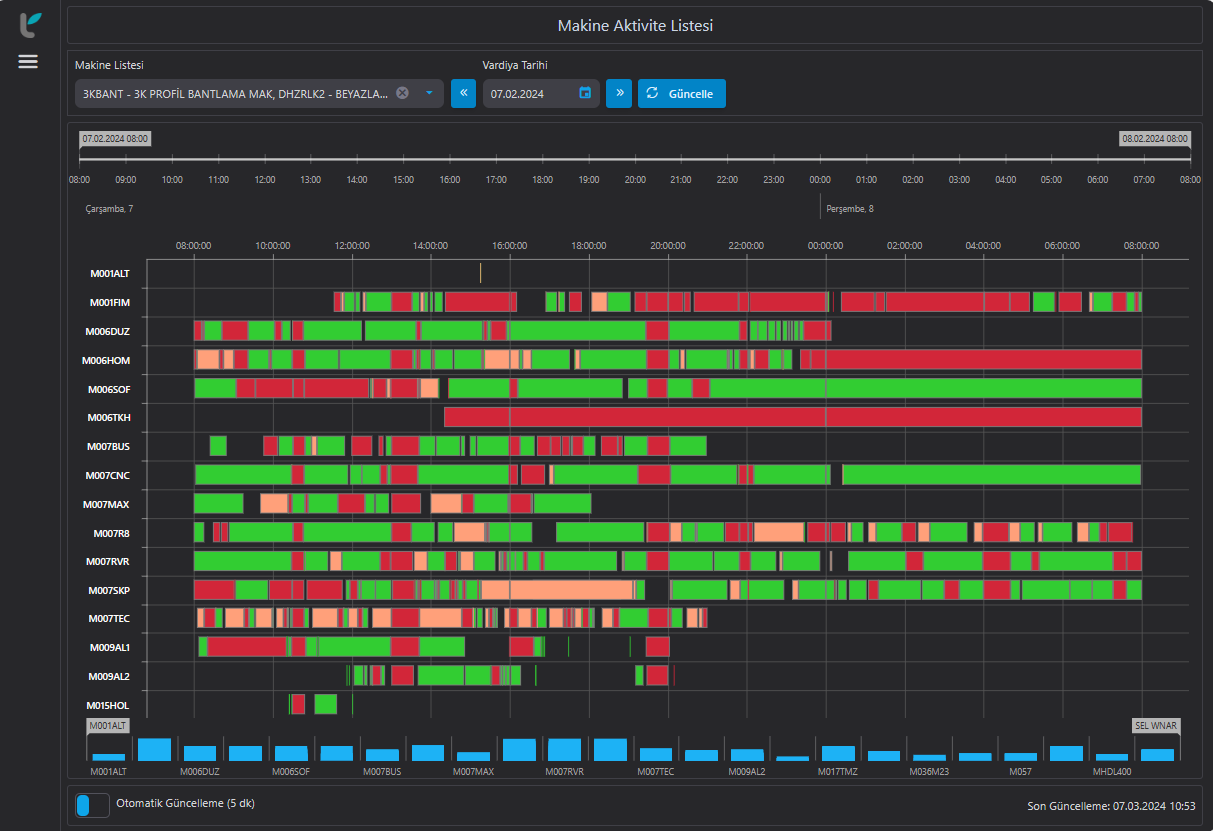 Makine Aktivite Listesi
Makine Listesi
Vardiya Tarihi
3KBANT - 3K PROFİL BANTLAMA MAK, DHZRLK2 - BEYAZLA...
«
07.02.2024
»
Güncelle
07.02.2024 08:00
08.02.2024 08:00
08:00 09:00 10:00 11:00 12:00 13:00 14:00 15:00 16:00 17:00 18:00 19:00 20:00 21:00 22:00 23:00 00:00 01:00 02:00 03:00 04:00 05:00 06:00 07:00 08:00
Çarşamba, 7
Perşembe, 8
08:00:00 10:00:00 12:00:00 14:00:00 16:00:00 18:00:00 20:00:00 22:00:00 00:00:00 02:00:00 04:00:00 06:00:00 08:00:00
M001ALT
M001FIM
M006DUZ
M006HOM
M006SOF
M006TKH
M007BUS
M007CNC
M007MAX
M007R8
M007RVR
M007SKP
M007TEC
M009AL1
M009AL2
M015HOL
M001ALT
SEL WNAR
M001ALT M006DUZ M006SOF M007BUS M007MAX M007RVR M007TEC M009AL2 M017TMZ M036M23 M057 MHDL400
Otomatik Güncelleme (5 dk)
Son Güncelleme: 07.03.2024 10:53